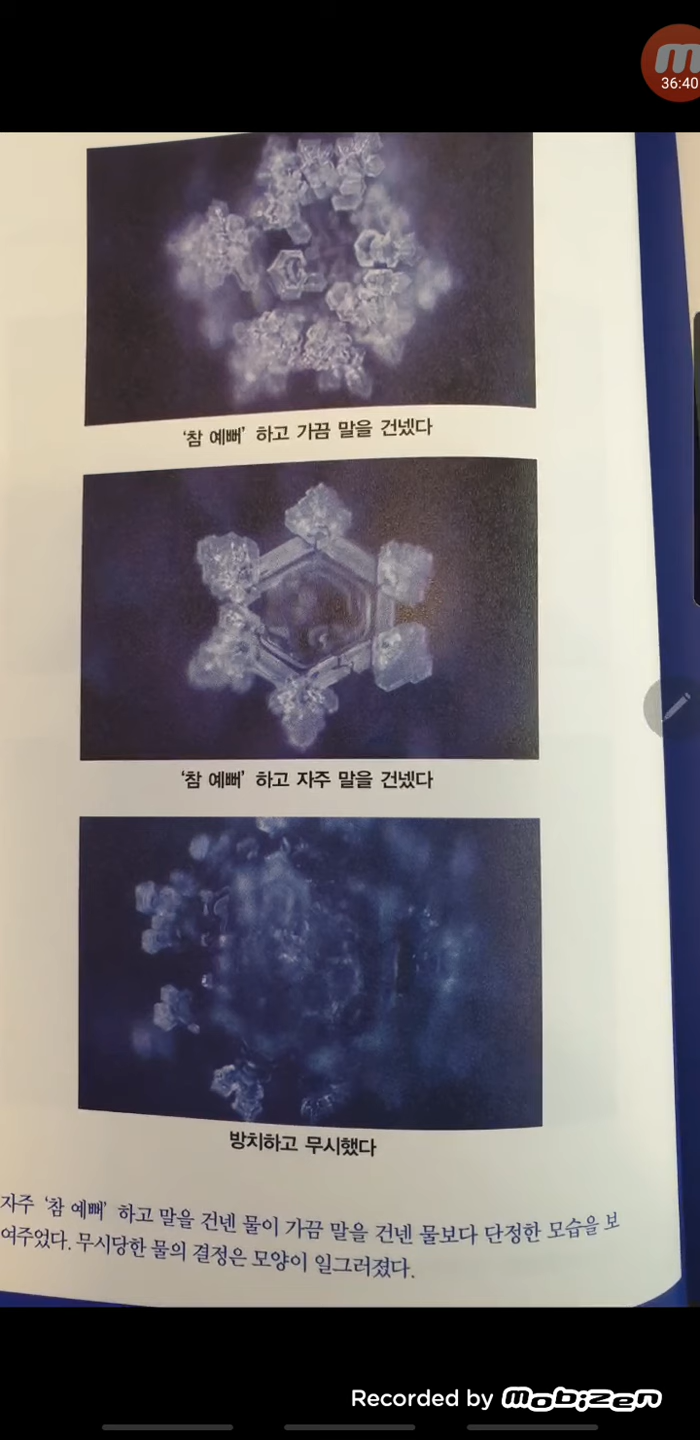 36:40
‘참 예뻐’ 하고 가끔 말을 건넸다
‘참 예뻐’ 하고 자주 말을 건넸다
방치하고 무시했다
자주 ‘참 예뻐’ 하고 말을 건넨 물이 가끔 말을 건넨 물보다 단정한 모습을 보
여주었다. 무시당한 물의 결정은 모양이 일그러졌다.
Recorded by mobizen